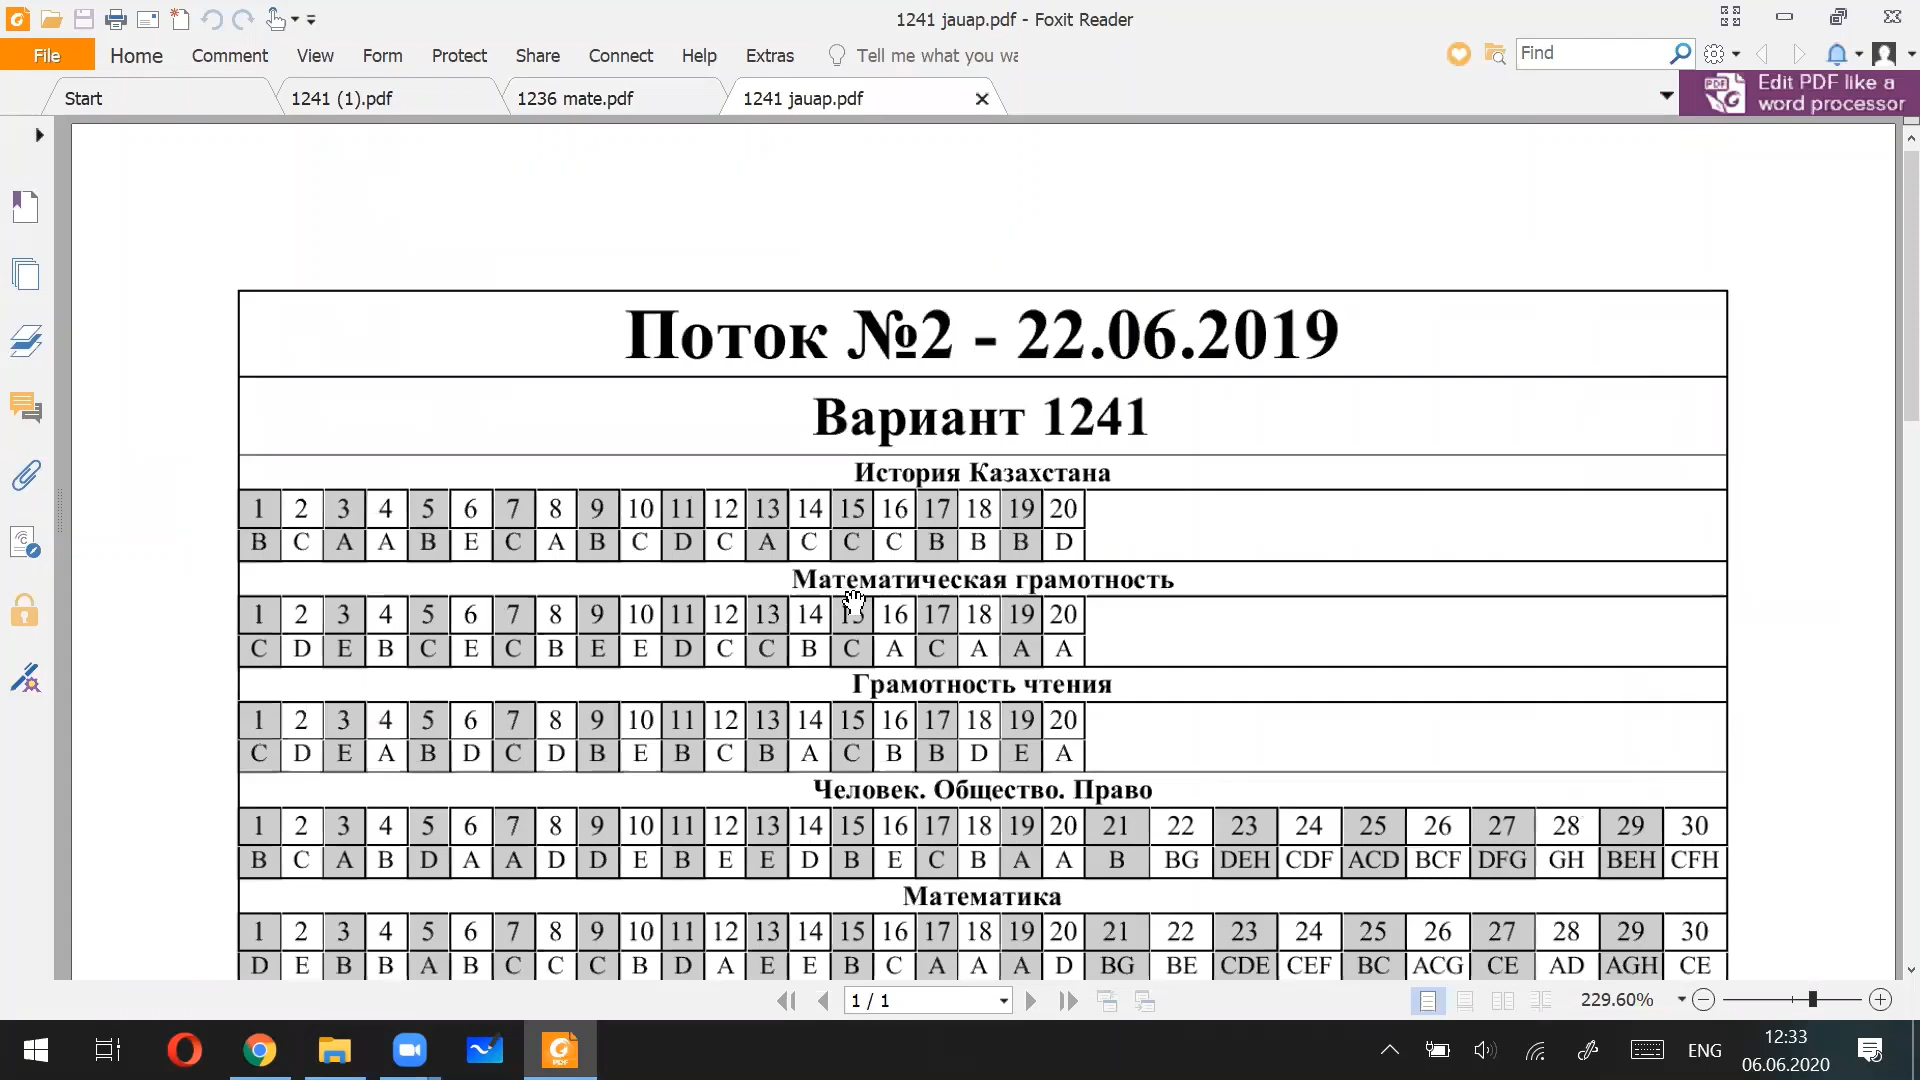 1241 jauap.pdf - Foxit Reader
File Home Comment View Form Protect Share Connect Help Extras Tell me what you wa Find
Start 1241 (1).pdf 1236 mate.pdf 1241 jauap.pdf
Edit PDF like a
word processor
Поток №2 - 22.06.2019
Вариант 1241
История Казахстана
1 2 3 4 5 6 7 8 9 10 11 12 13 14 15 16 17 18 19 20
B C A A B E C A B C D C A C C C B B B D
Математическая грамотность
1 2 3 4 5 6 7 8 9 10 11 12 13 14 15 16 17 18 19 20
C D E B C E C B E E D C C B C A C A A A
Грамотность чтения
1 2 3 4 5 6 7 8 9 10 11 12 13 14 15 16 17 18 19 20
C D E A B D C D B E B C B A C B B D E A
Человек. Общество. Право
1 2 3 4 5 6 7 8 9 10 11 12 13 14 15 16 17 18 19 20 21 22 23 24 25 26 27 28 29 30
B C A B D A A D D E B E E D B E C B A A B BG DEH CDF ACD BCF DFG GH BEH CFH
Математика
1 2 3 4 5 6 7 8 9 10 11 12 13 14 15 16 17 18 19 20 21 22 23 24 25 26 27 28 29 30
D E B B A B C C C B D A E E B C A A A D BG BE CDE CEF BC ACG CE AD AGH CE
1 / 1 229.60%
ENG 12:33
06.06.2020